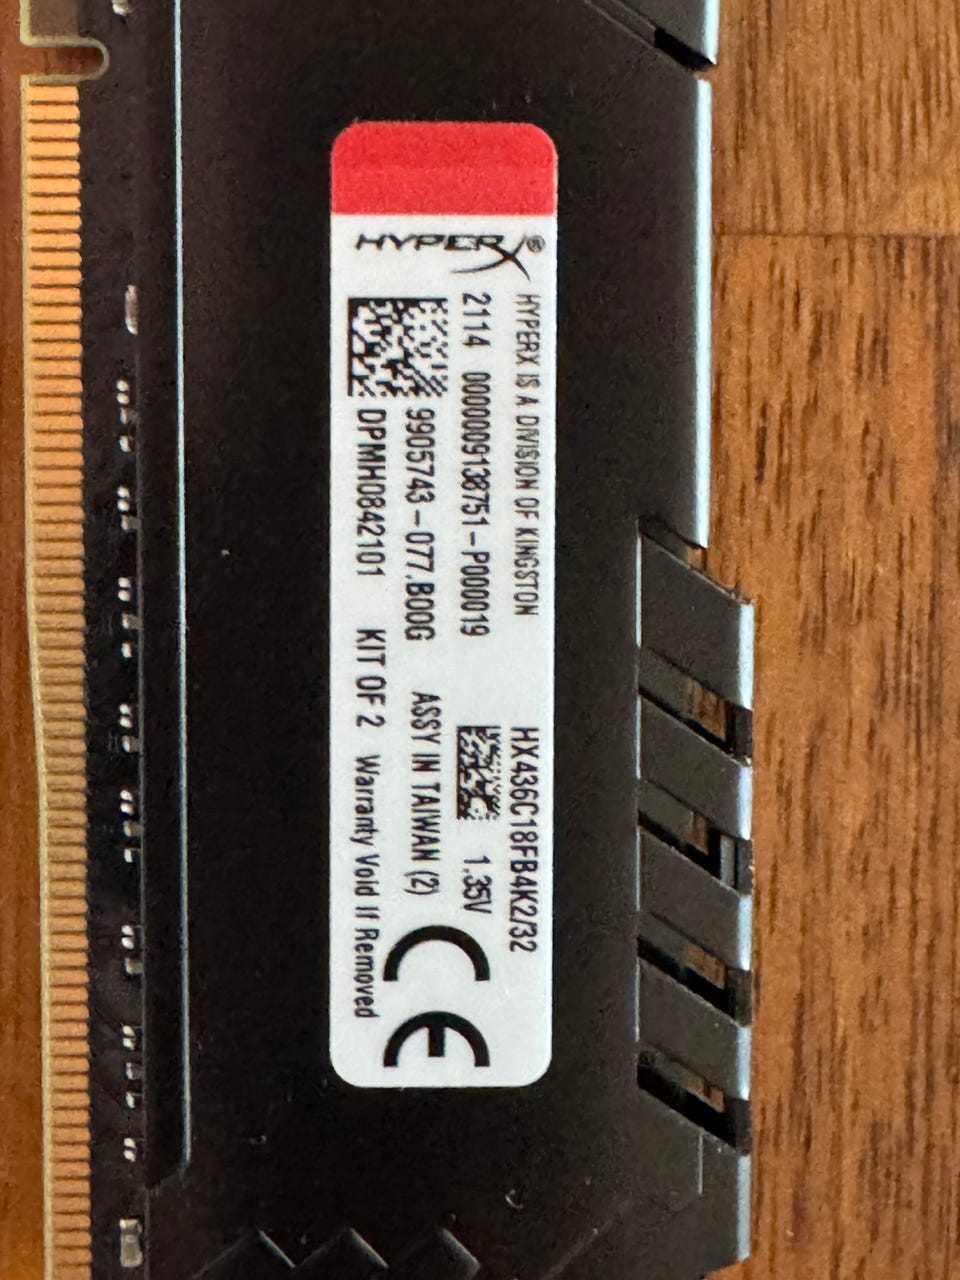 HYPERX®
HYPERX IS A DIVISION OF KINGSTON
HX436C18FB4K2/32
2114 0000009138751-P000019
1.35V
9905743-077.B00G
ASSY IN TAIWAN (2)
DPMH0842101
KIT OF 2
Warranty Void If Removed
CE